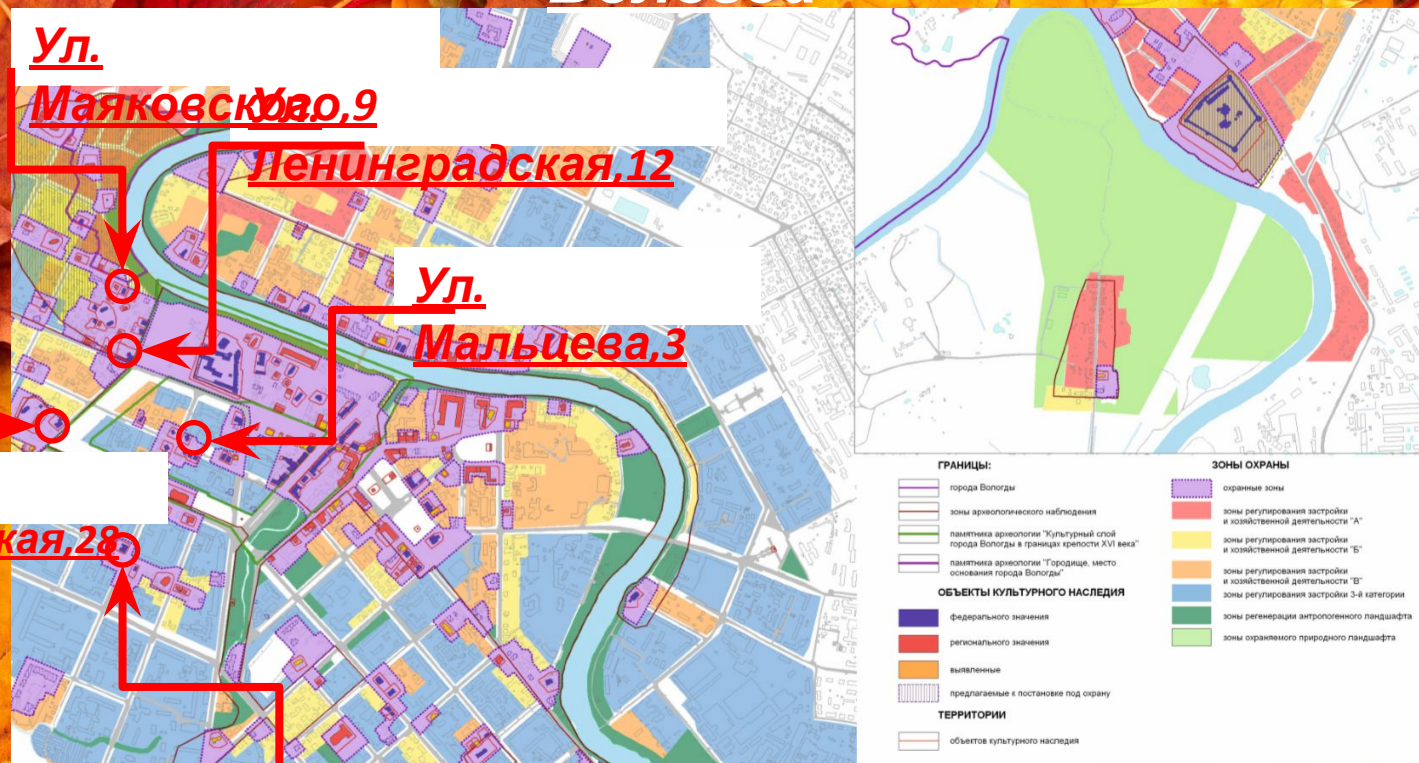 Ул.
Маяковского,9
Ул.
Ленинградская,12
Ул.
Мальцева,3
кая,28
ГРАНИЦЫ:
города Вологды
зоны археологического наблюдения
памятника археологии "Культурный слой
города Вологды в границах крепости XVI века"
памятника археологии "Городище, место
основания города Вологды"
ОБЪЕКТЫ КУЛЬТУРНОГО НАСЛЕДИЯ
федерального значения
регионального значения
выявленные
предлагаемые к постановке под охрану
ТЕРРИТОРИИ
объектов культурного наследия
ЗОНЫ ОХРАНЫ
охранные зоны
зоны регулирования застройки
и хозяйственной деятельности "А"
зоны регулирования застройки
и хозяйственной деятельности "Б"
зоны регулирования застройки
и хозяйственной деятельности "В"
зоны регулирования застройки 3-й категории
зоны регенерации антропогенного ландшафта
зоны охраняемого природного ландшафта